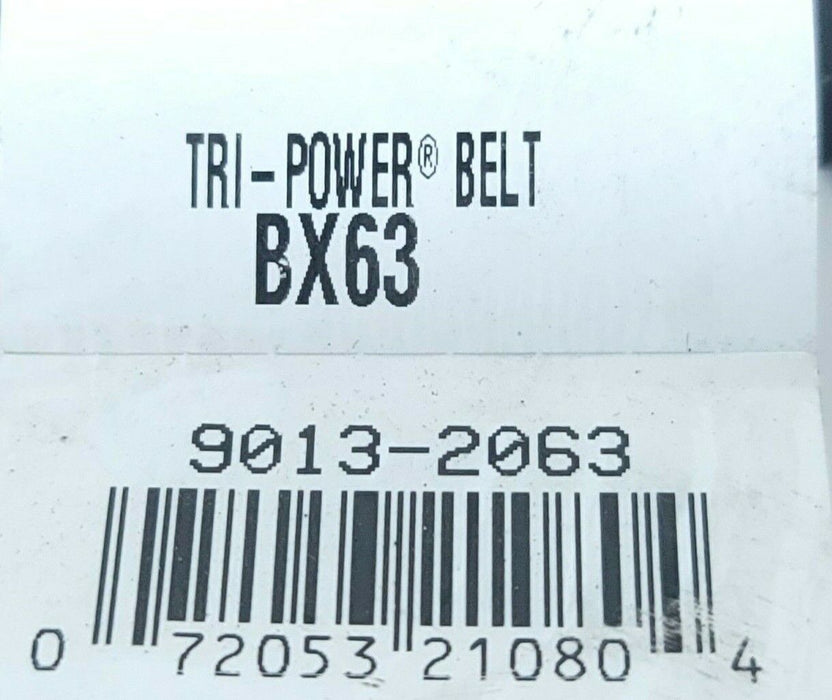 TRI-POWER® BELT
BX63
9013-2063
0 72053 21080 4